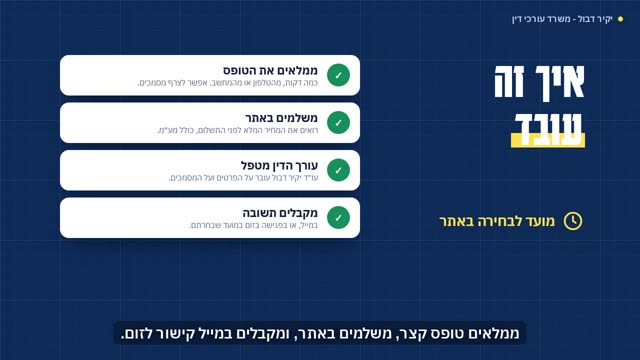 יקיר דבול - משרד עורכי דין
איך זה
עובד
מועד לבחירה באתר
ממלאים את הטופס
כמה דקות, מהטלפון או מהמחשב. אפשר לצרף מסמכים.
משלמים באתר
רואים את המחיר המלא לפני התשלום, כולל מע״מ.
עורך הדין מטפל
עו״ד יקיר דבול עובר על הפרטים ועל המסמכים.
מקבלים תשובה
במייל, או בפגישה בזום במועד שבחרתם.
ממלאים טופס קצר, משלמים באתר, ומקבלים במייל קישור לזום.